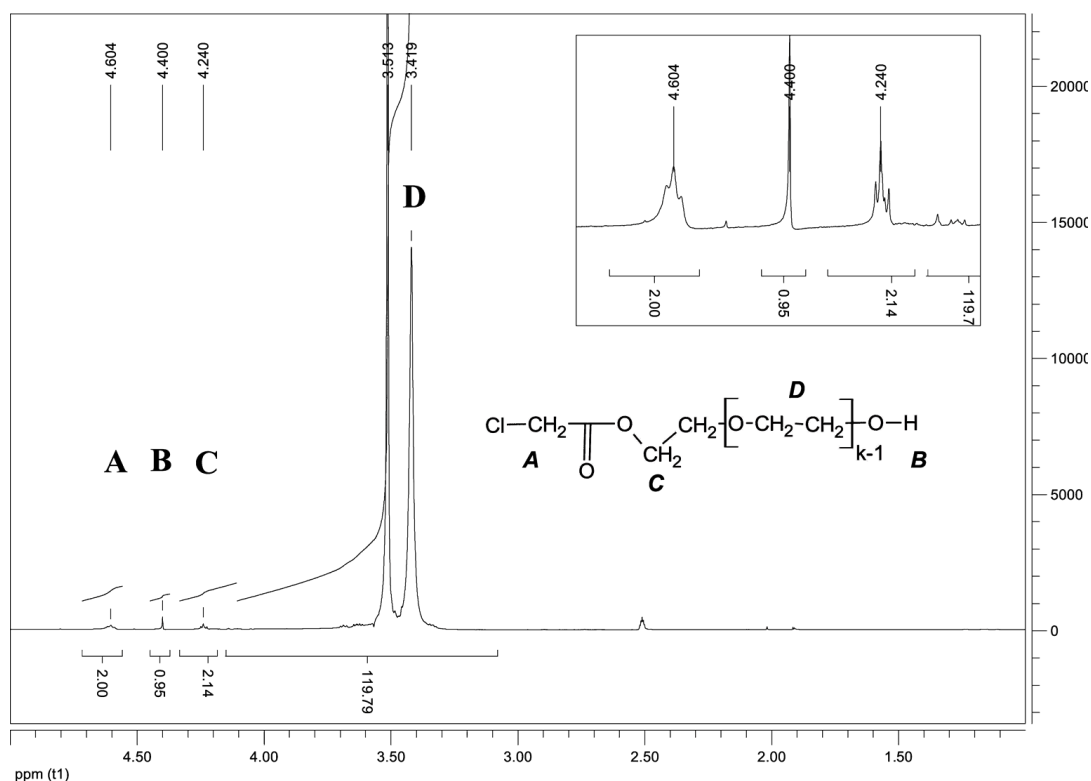 4.604
4.400
4.240
3.513
3.419
20000
15000
10000
5000
0
4.604
4.400
4.240
2.00
0.95
2.14
119.7
D
A
B
C
D
Cl—CH2 O CH2 [O-CH2-CH2]k-1 O—H
O CH2
A C B
2.00
0.95
2.14
119.79
4.50 4.00 3.50 3.00 2.50 2.00 1.50
ppm (t1)